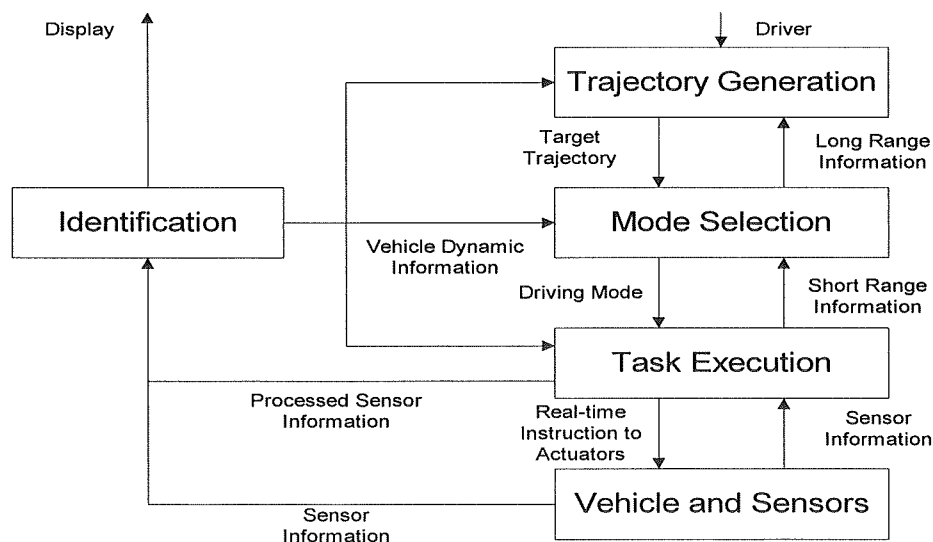 Display
Driver
Trajectory Generation
Target
Trajectory
Long Range
Information
Identification
Mode Selection
Vehicle Dynamic
Information
Driving Mode
Short Range
Information
Task Execution
Processed Sensor
Information
Real-time
Instruction to
Actuators
Sensor
Information
Vehicle and Sensors
Sensor
Information